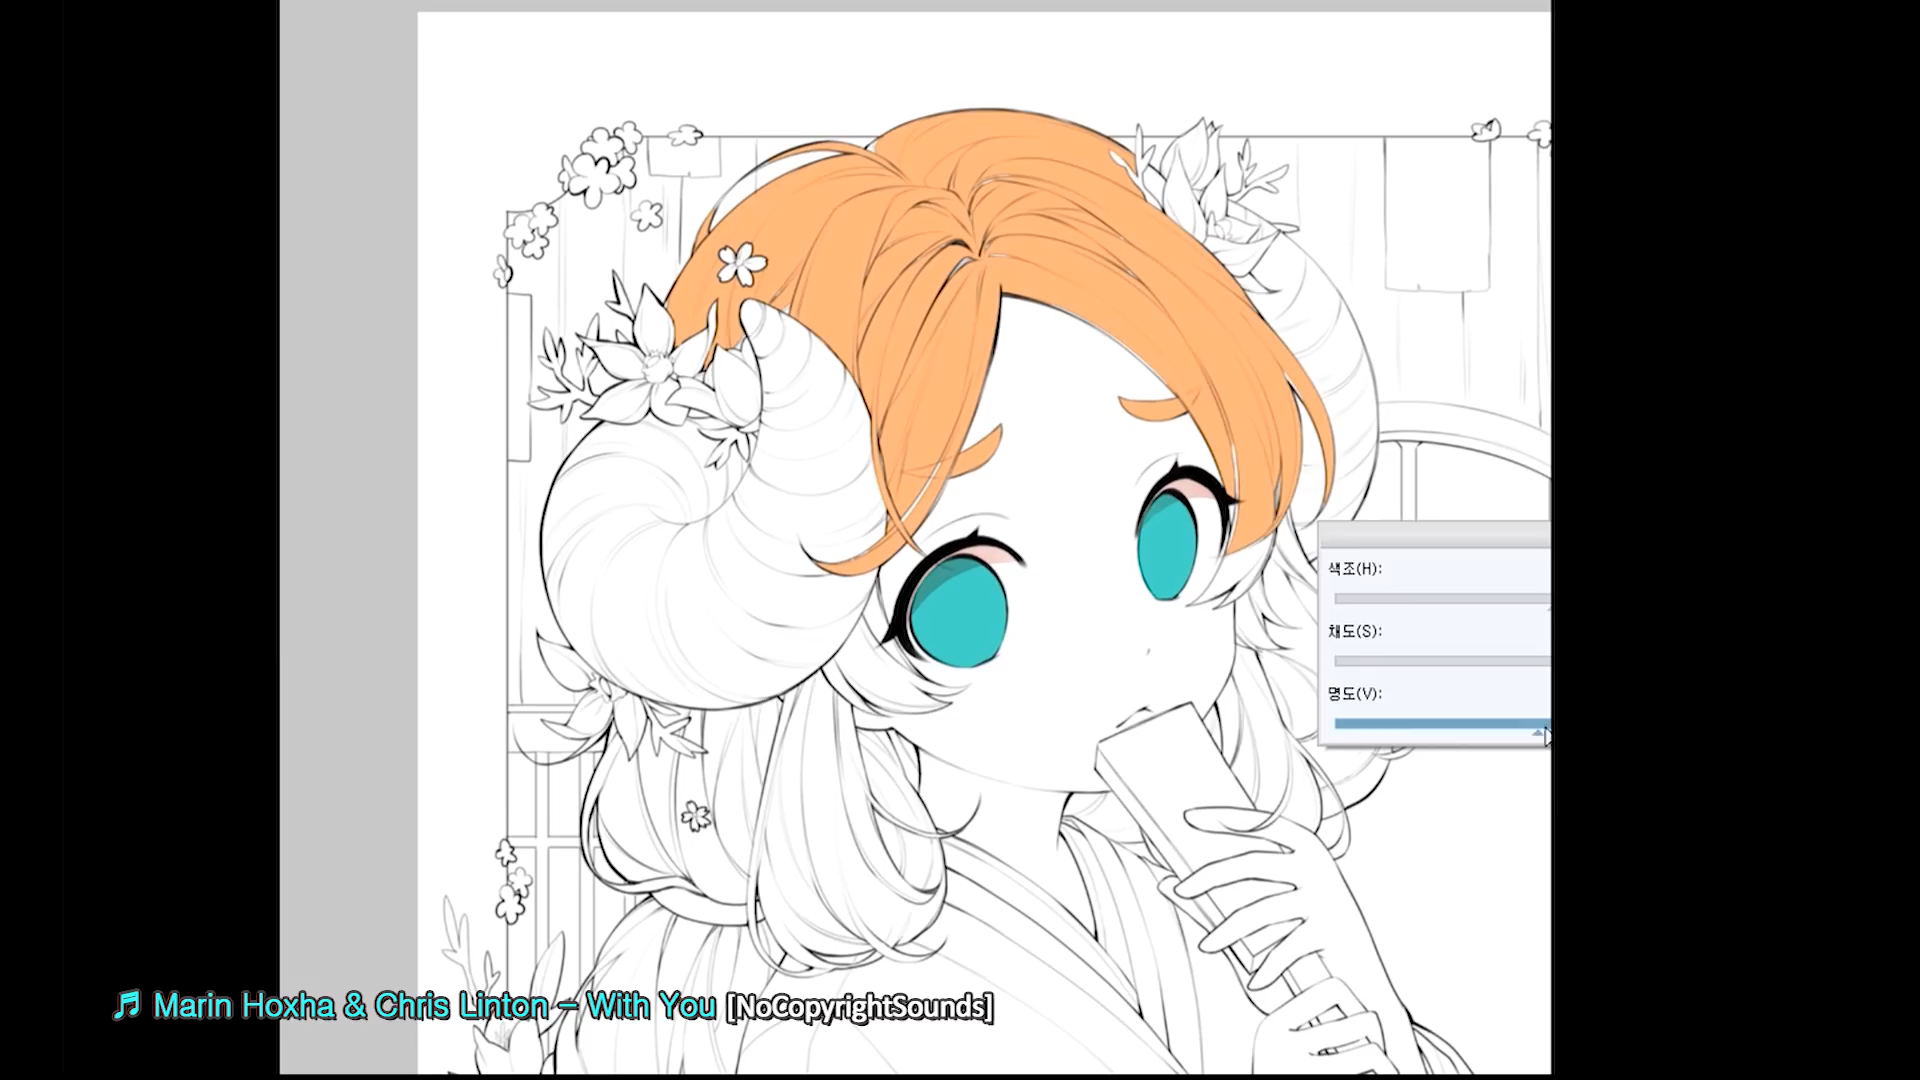 색조(H):
채도(S):
명도(V):
♫ Marin Hoxha & Chris Linton – With You [NoCopyrightSounds]